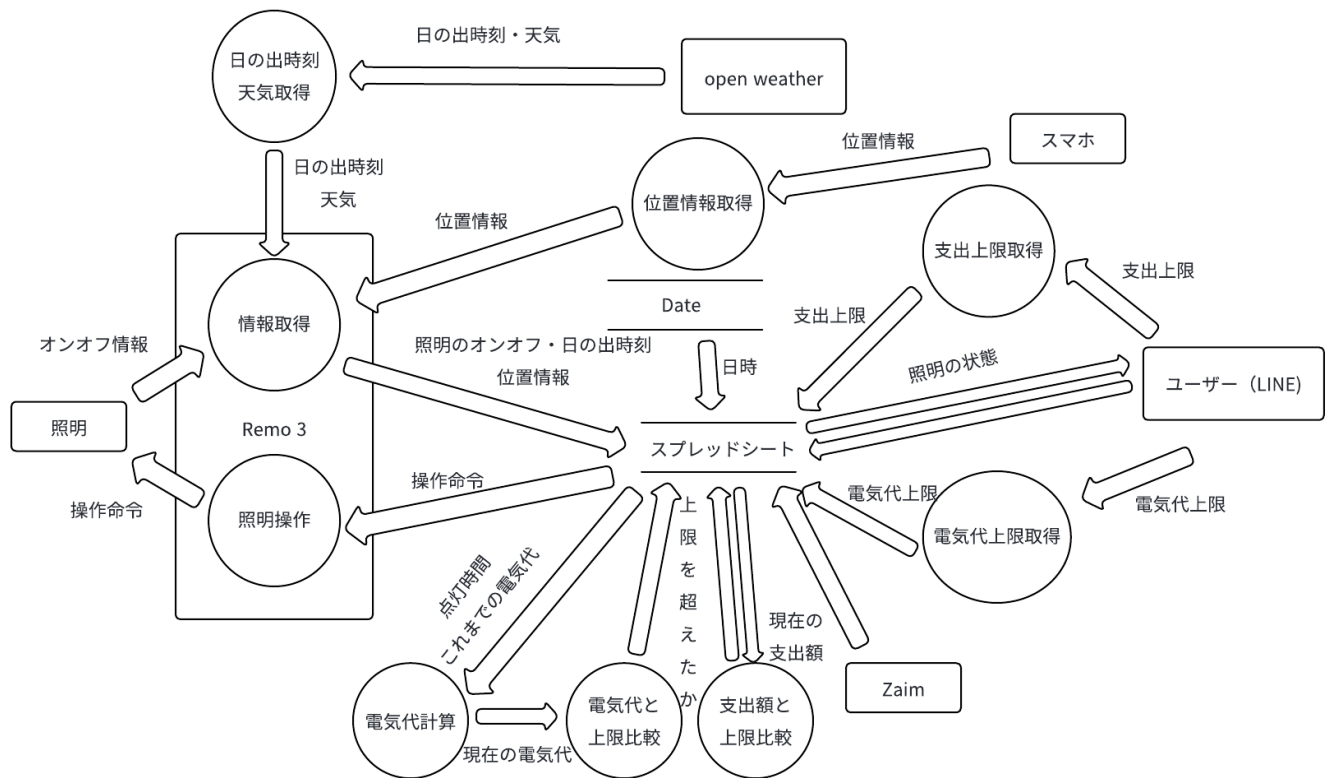 日の出時刻・天気
日の出時刻
天気取得
open weather
スマホ
位置情報
日の出時刻
天気
位置情報取得
位置情報
支出上限取得
支出上限
Date
情報取得
支出上限
オンオフ情報
照明のオンオフ・日の出時刻
位置情報
日時
照明の状態
ユーザー（LINE)
照明
Remo 3
スプレッドシート
操作命令
操作命令
照明操作
電気代上限
電気代上限
電気代上限取得
上限を超えたか
点灯時間
これまでの電気代
現在の
支出額
Zaim
電気代計算
現在の電気代
電気代と
上限比較
支出額と
上限比較